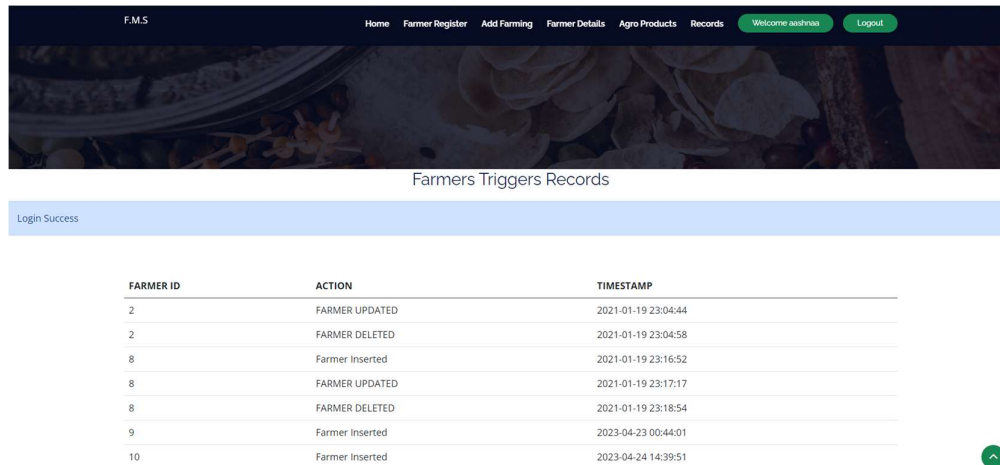 F.M.S Home Farmer Register Add Farming Farmer Details Agro Products Records Welcome aashnaa Logout
Farmers Triggers Records
Login Success
FARMER ID ACTION TIMESTAMP
2 FARMER UPDATED 2021-01-19 23:04:44
2 FARMER DELETED 2021-01-19 23:04:58
8 Farmer Inserted 2021-01-19 23:16:52
8 FARMER UPDATED 2021-01-19 23:17:17
8 FARMER DELETED 2021-01-19 23:18:54
9 Farmer Inserted 2023-04-23 00:44:01
10 Farmer Inserted 2023-04-24 14:39:51